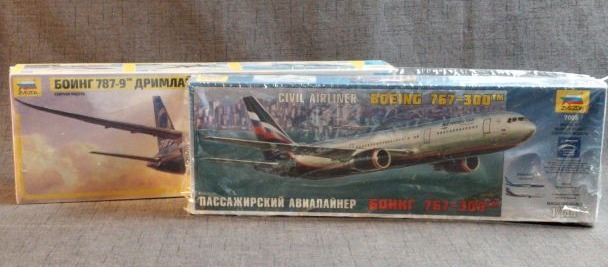 ZVEZDA
БОИНГ 787-9™ ДРИМЛА
CIVIL AIRLINER BOEING 767-300™
ZVEZDA
7005
ПАССАЖИРСКИЙ АВИАЛАЙНЕР БОИНГ 767-300™